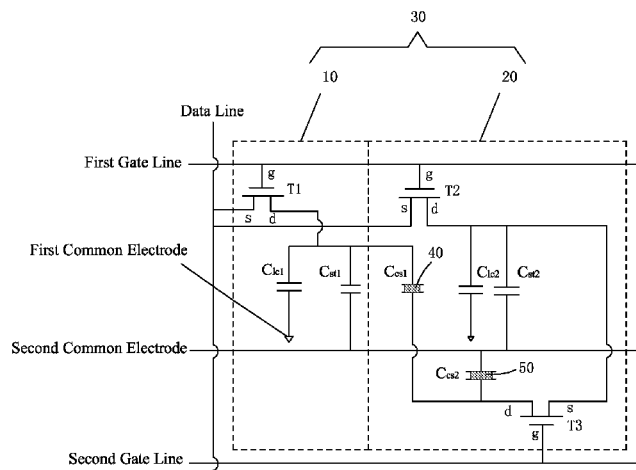 30
10
20
Data Line
First Gate Line
g
T1
s
d
g
T2
s
d
First Common Electrode
Clc1
Cst1
Ccs1
40
Clc2
Cst2
Second Common Electrode
Ccs2
50
d
s
g
T3
Second Gate Line